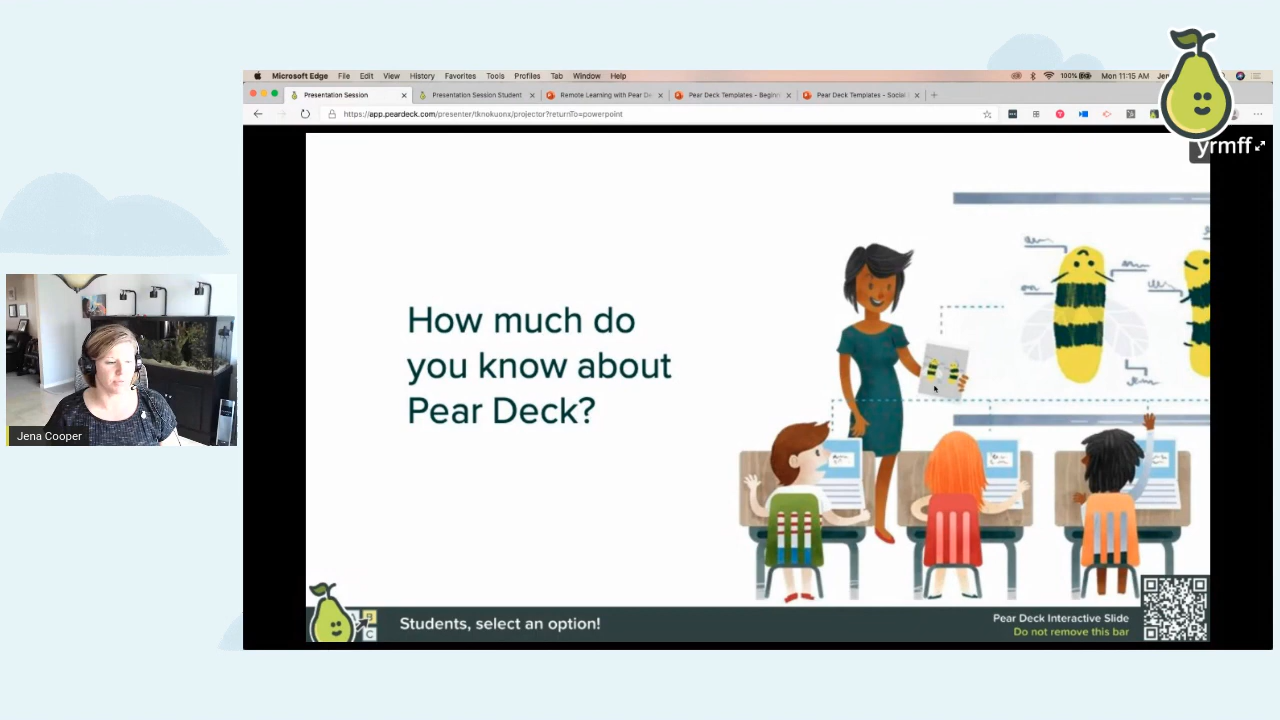 Microsoft Edge File Edit View History Favorites Tools Profiles Tab Window Help 100% Mon 11:15 AM
Presentation Session Presentation Session Student Remote Learning with Pear De Pear Deck Templates - Begin Pear Deck Templates - Social
https://app.peardeck.com/presenter/tknokuonx/projector?returnTo=powerpoint
yrmff
How much do
you know about
Pear Deck?
Jena Cooper
B
C
Students, select an option!
Pear Deck Interactive Slide
Do not remove this bar